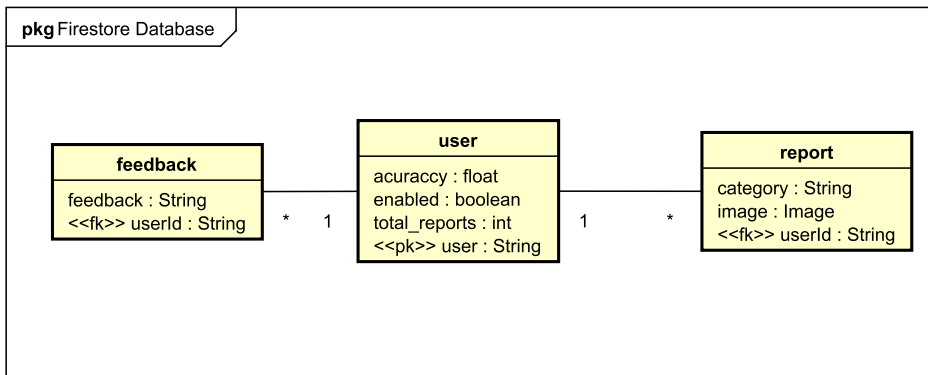 pkg Firestore Database
feedback
feedback : String
<<fk>> userId : String
* 1
user
acuraccy : float
enabled : boolean
total_reports : int
<<pk>> user : String
1 *
report
category : String
image : Image
<<fk>> userId : String